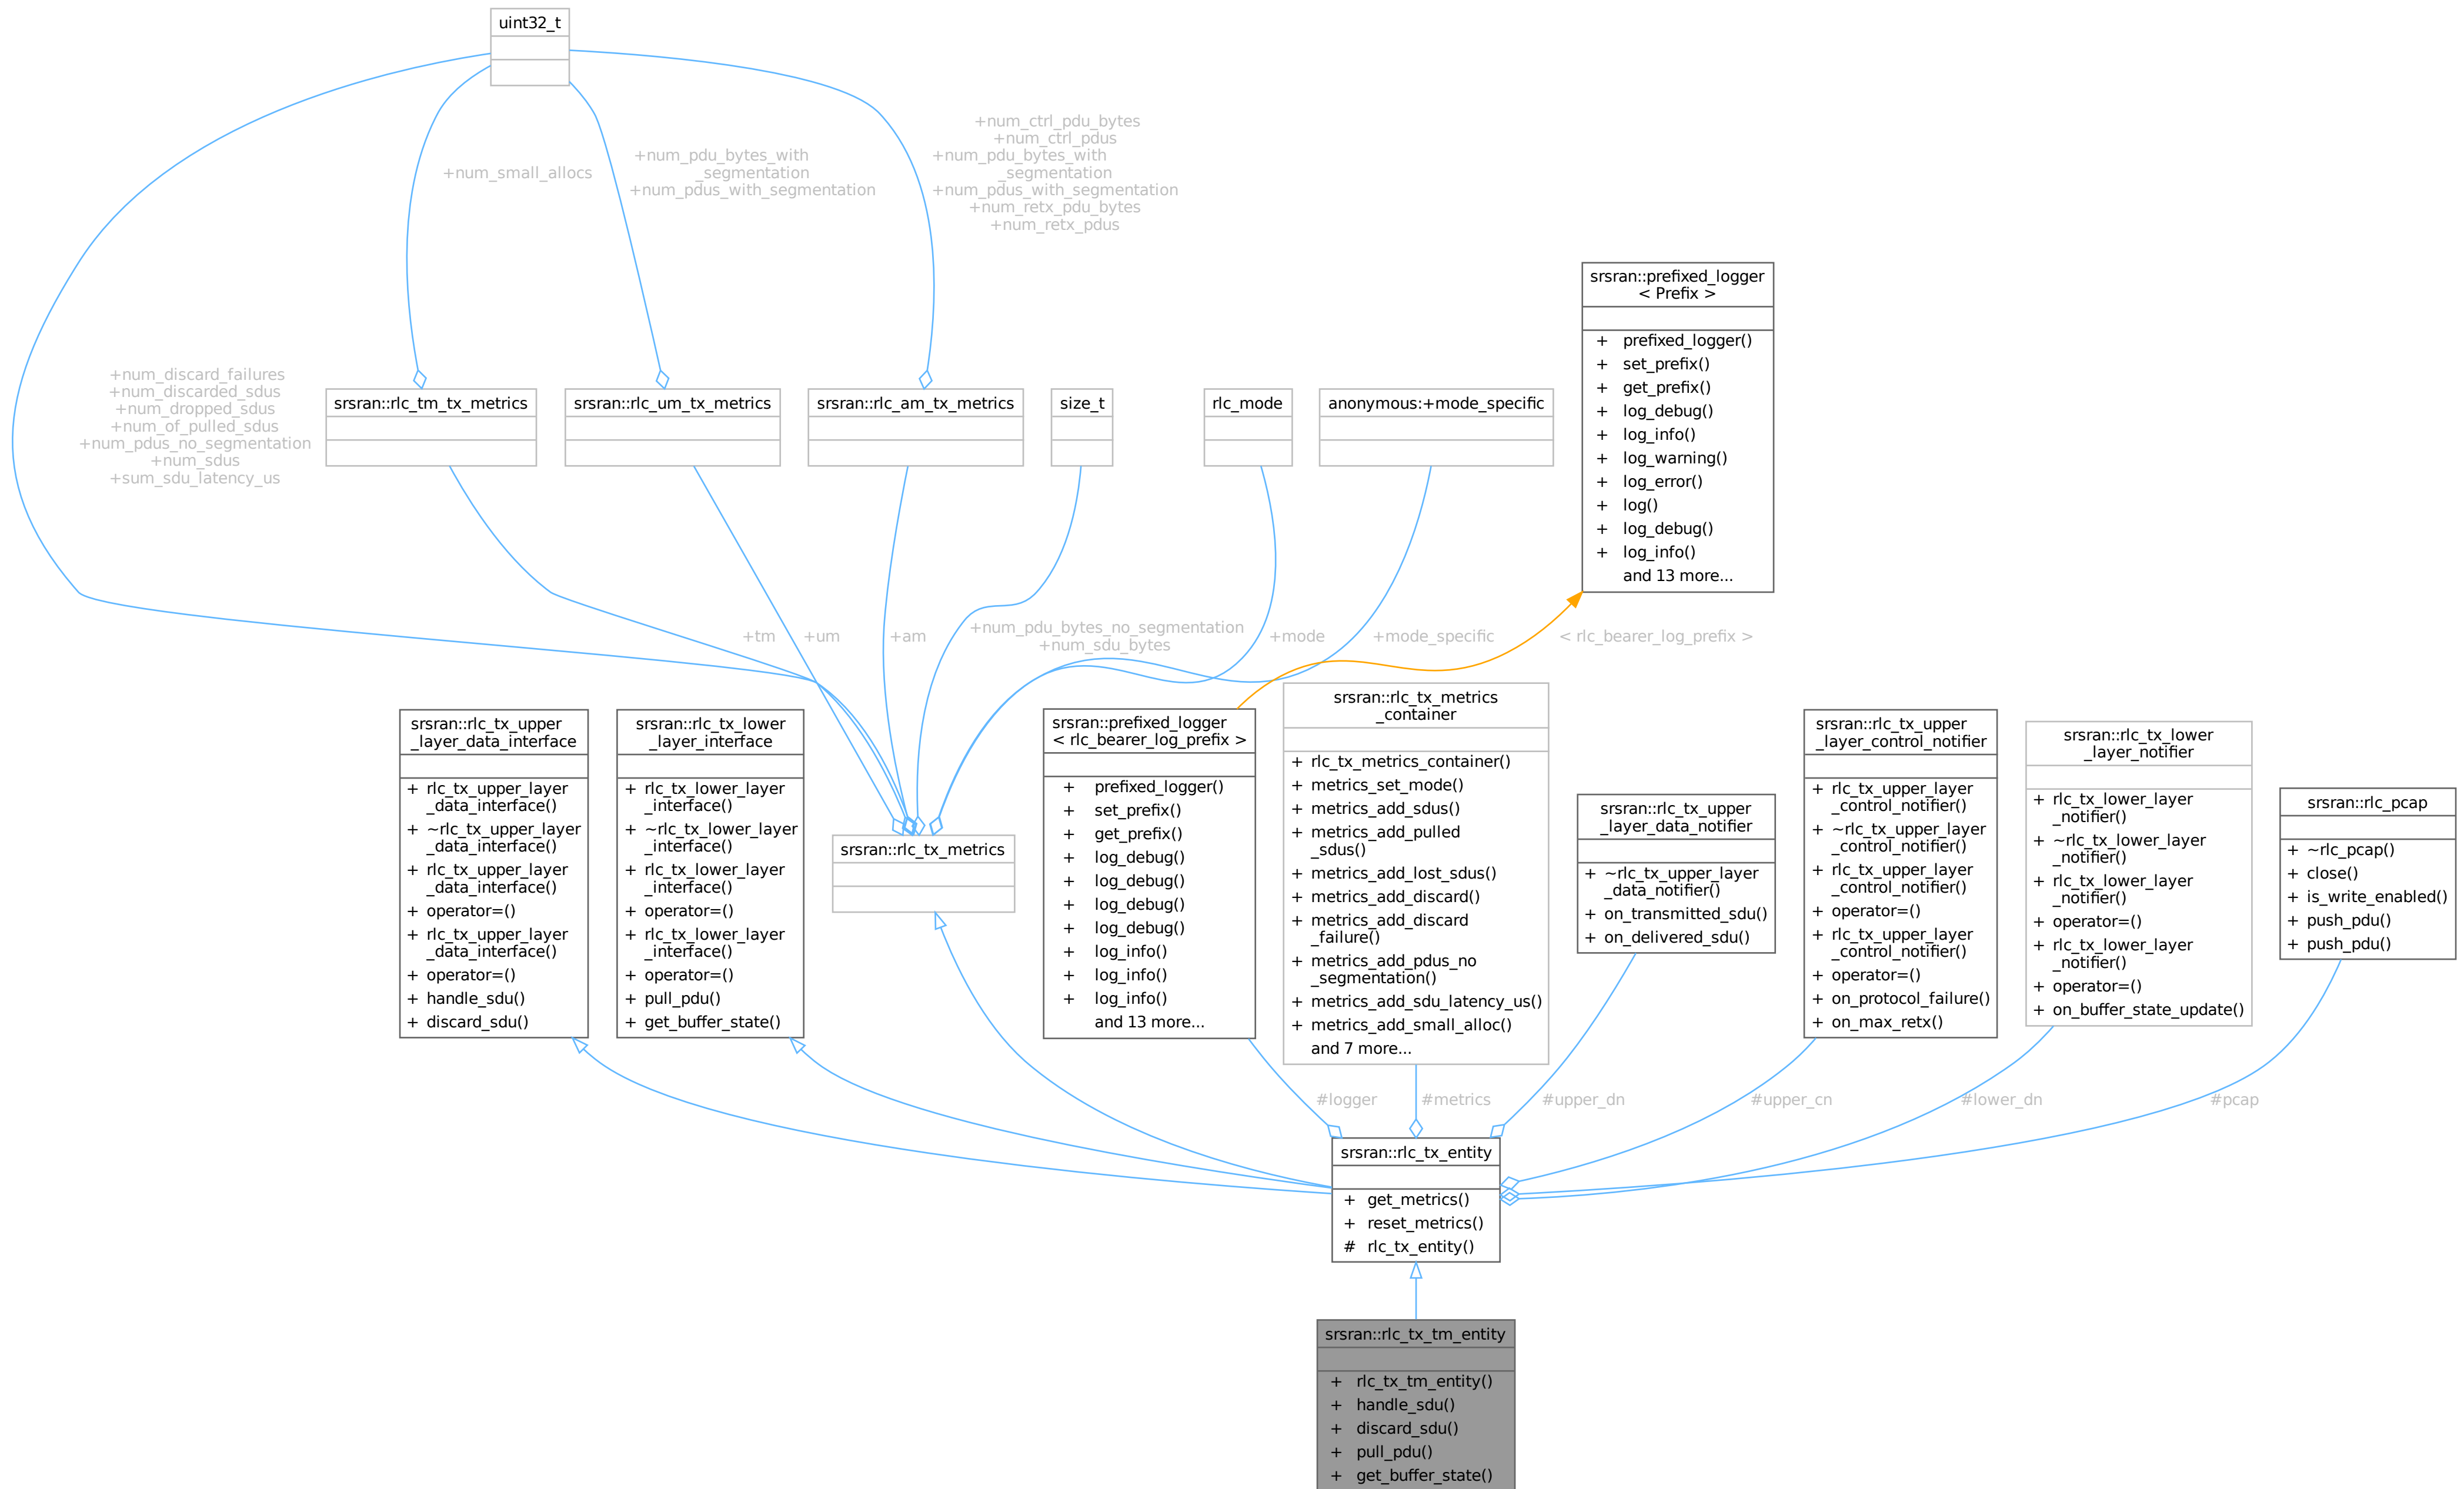 uint32_t
+num_ctrl_pdu_bytes
+num_ctrl_pdus
+num_pdu_bytes_with
_segmentation
+num_pdus_with_segmentation
+num_retx_pdu_bytes
+num_retx_pdus
+num_pdu_bytes_with
_segmentation
+num_pdus_with_segmentation
+num_small_allocs
srsran::prefixed_logger
< Prefix >
+ prefixed_logger()
+ set_prefix()
+ get_prefix()
+ log_debug()
+ log_info()
+ log_warning()
+ log_error()
+ log()
+ log_debug()
+ log_info()
and 13 more...
+num_discard_failures
+num_discarded_sdus
+num_dropped_sdus
+num_of_pulled_sdus
+num_pdus_no_segmentation
+num_sdus
+sum_sdu_latency_us
srsran::rlc_tm_tx_metrics
srsran::rlc_um_tx_metrics
srsran::rlc_am_tx_metrics
size_t
rlc_mode
anonymous:+mode_specific
+tm
+um
+am
+num_pdu_bytes_no_segmentation
+num_sdu_bytes
+mode
+mode_specific
< rlc_bearer_log_prefix >
srsran::rlc_tx_upper
_layer_data_interface
+ rlc_tx_upper_layer
_data_interface()
+ ~rlc_tx_upper_layer
_data_interface()
+ rlc_tx_upper_layer
_data_interface()
+ operator=()
+ rlc_tx_upper_layer
_data_interface()
+ operator=()
+ handle_sdu()
+ discard_sdu()
srsran::rlc_tx_lower
_layer_interface
+ rlc_tx_lower_layer
_interface()
+ ~rlc_tx_lower_layer
_interface()
+ rlc_tx_lower_layer
_interface()
+ operator=()
+ rlc_tx_lower_layer
_interface()
+ operator=()
+ pull_pdu()
+ get_buffer_state()
srsran::rlc_tx_metrics
srsran::prefixed_logger
< rlc_bearer_log_prefix >
+ prefixed_logger()
+ set_prefix()
+ get_prefix()
+ log_debug()
+ log_debug()
+ log_debug()
+ log_debug()
+ log_info()
+ log_info()
+ log_info()
and 13 more...
srsran::rlc_tx_metrics
_container
+ rlc_tx_metrics_container()
+ metrics_set_mode()
+ metrics_add_sdus()
+ metrics_add_pulled
_sdus()
+ metrics_add_lost_sdus()
+ metrics_add_discard()
+ metrics_add_discard
_failure()
+ metrics_add_pdus_no
_segmentation()
+ metrics_add_sdu_latency_us()
+ metrics_add_small_alloc()
and 7 more...
srsran::rlc_tx_upper
_layer_data_notifier
+ ~rlc_tx_upper_layer
_data_notifier()
+ on_transmitted_sdu()
+ on_delivered_sdu()
srsran::rlc_tx_upper
_layer_control_notifier
+ rlc_tx_upper_layer
_control_notifier()
+ ~rlc_tx_upper_layer
_control_notifier()
+ rlc_tx_upper_layer
_control_notifier()
+ operator=()
+ rlc_tx_upper_layer
_control_notifier()
+ operator=()
+ on_protocol_failure()
+ on_max_retx()
srsran::rlc_tx_lower
_layer_notifier
+ rlc_tx_lower_layer
_notifier()
+ ~rlc_tx_lower_layer
_notifier()
+ rlc_tx_lower_layer
_notifier()
+ operator=()
+ rlc_tx_lower_layer
_notifier()
+ operator=()
+ on_buffer_state_update()
srsran::rlc_pcap
+ ~rlc_pcap()
+ close()
+ is_write_enabled()
+ push_pdu()
+ push_pdu()
#logger
#metrics
#upper_dn
#upper_cn
#lower_dn
#pcap
srsran::rlc_tx_entity
+ get_metrics()
+ reset_metrics()
# rlc_tx_entity()
srsran::rlc_tx_tm_entity
+ rlc_tx_tm_entity()
+ handle_sdu()
+ discard_sdu()
+ pull_pdu()
+ get_buffer_state()